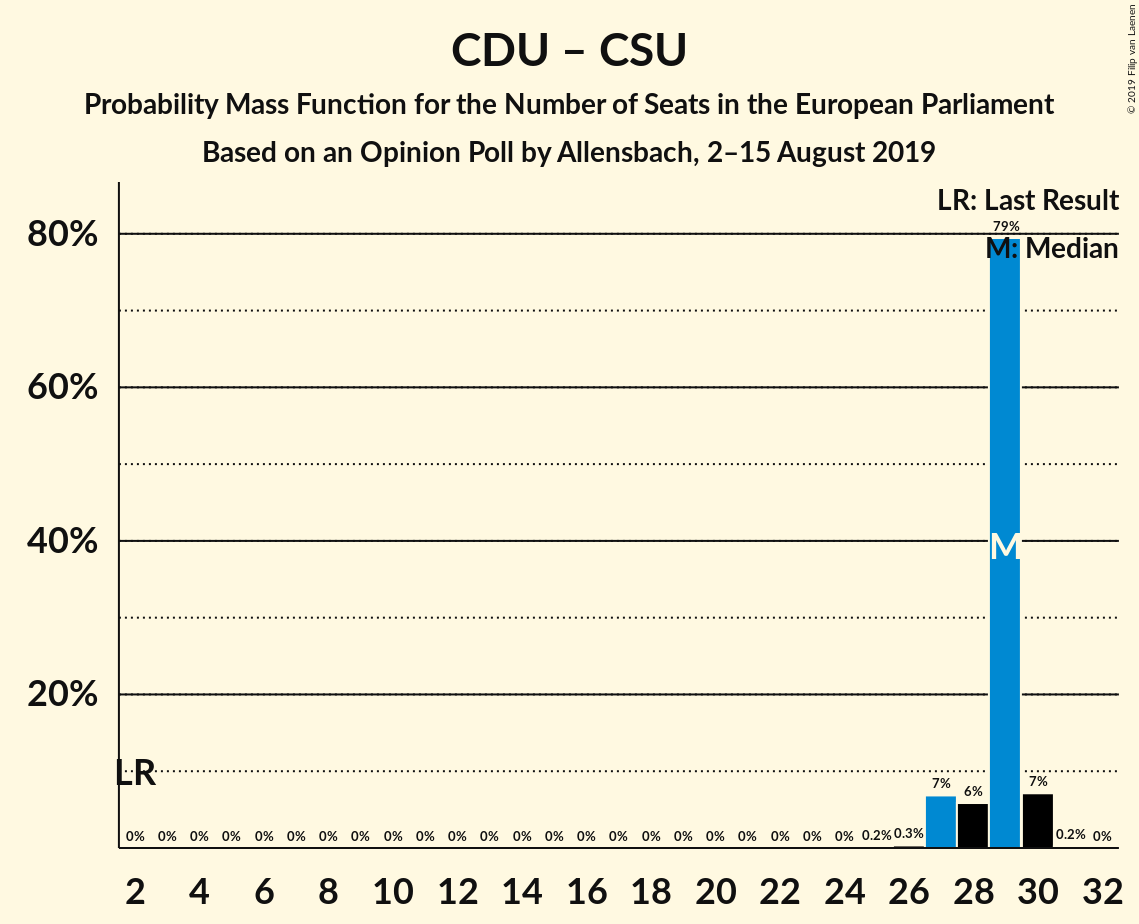 CDU – CSU
Probability Mass Function for the Number of Seats in the European Parliament
Based on an Opinion Poll by Allensbach, 2–15 August 2019
© 2019 Filip van Laenen
LR: Last Result
M: Median
80%
60%
40%
20%
79%
M
LR
0% 0% 0% 0% 0% 0% 0% 0% 0% 0% 0% 0% 0% 0% 0% 0% 0% 0% 0% 0% 0% 0% 0% 0.2% 0.3% 7% 6% 7% 0.2% 0%
2 4 6 8 10 12 14 16 18 20 22 24 26 28 30 32